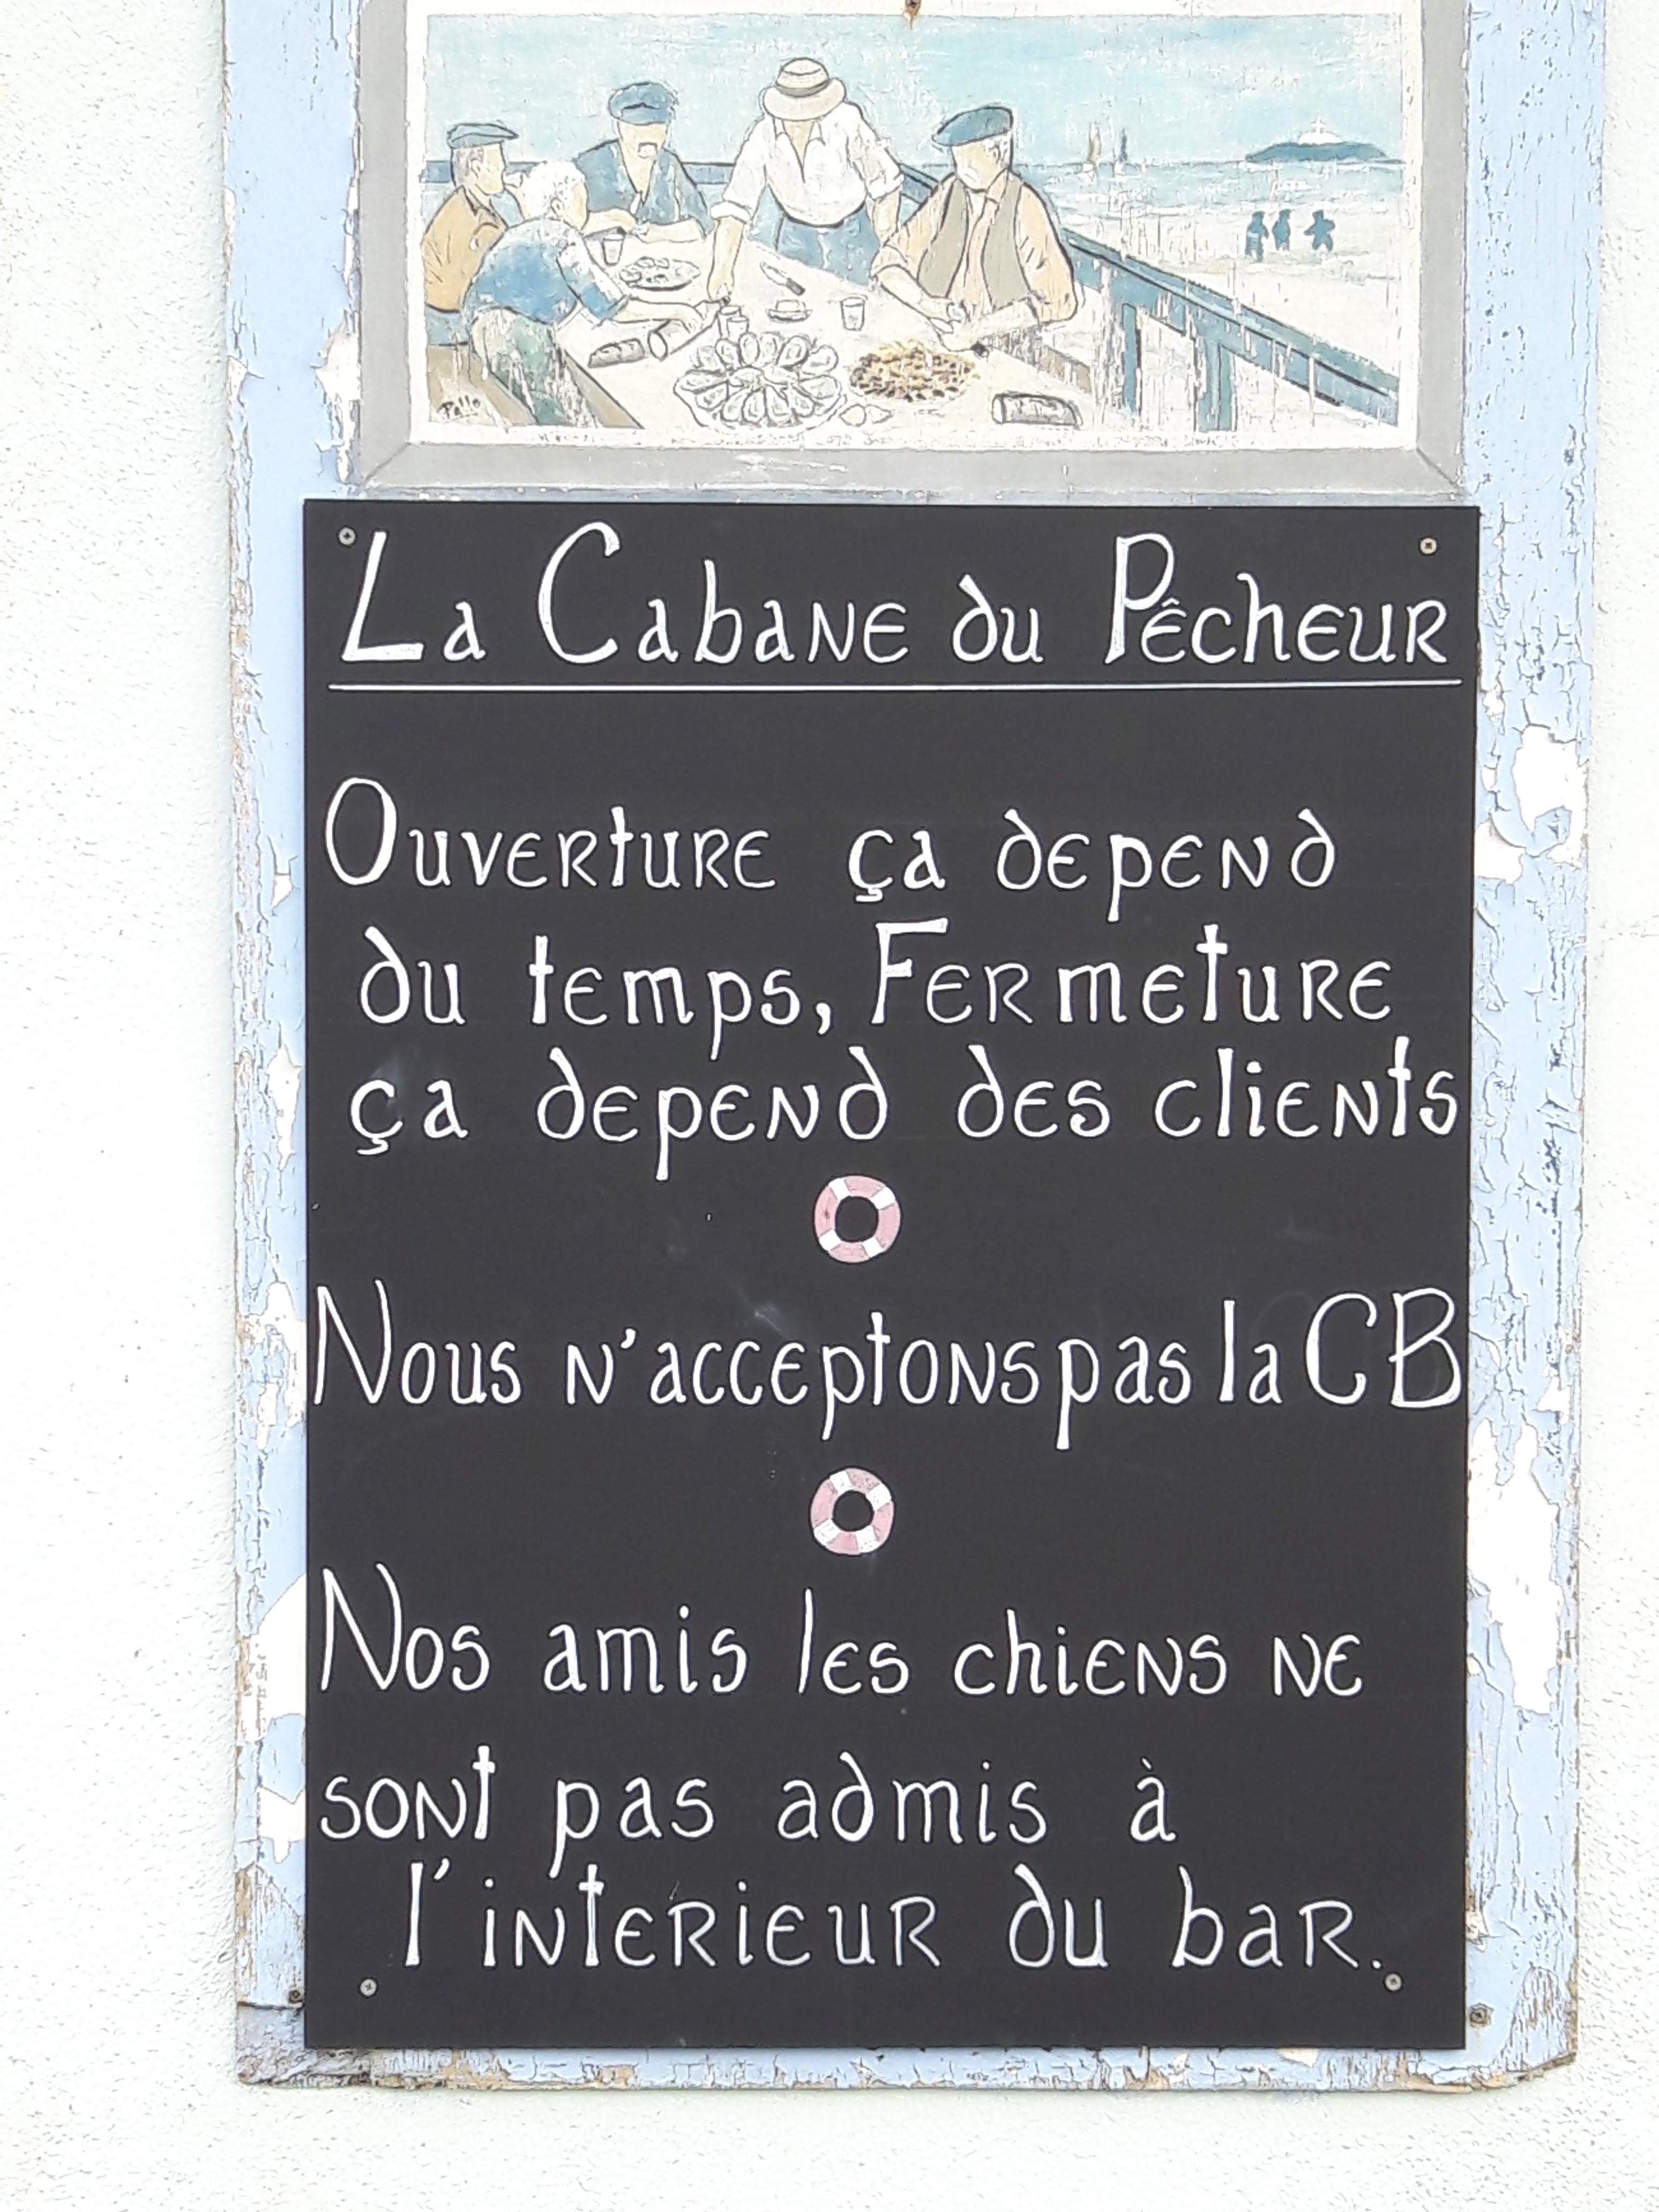 Pallo
La Cabane du Pêcheur
Ouverture ça depend
du temps, Fermeture
ça depend des clients
Nous n'acceptons pas la CB
Nos amis les chiens ne
sont pas admis à
l'interieur du bar.